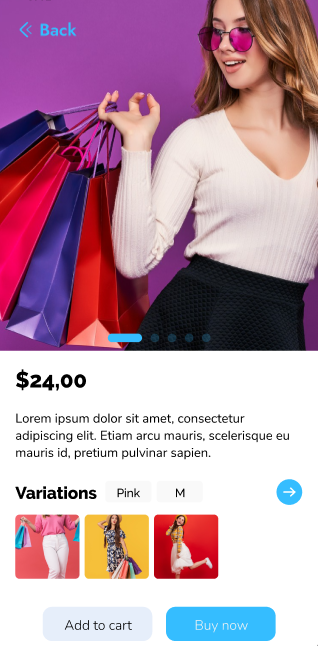 Back
$24,00
Lorem ipsum dolor sit amet, consectetur
adipiscing elit. Etiam arcu mauris, scelerisque eu
mauris id, pretium pulvinar sapien.
Variations Pink M
Add to cart Buy now